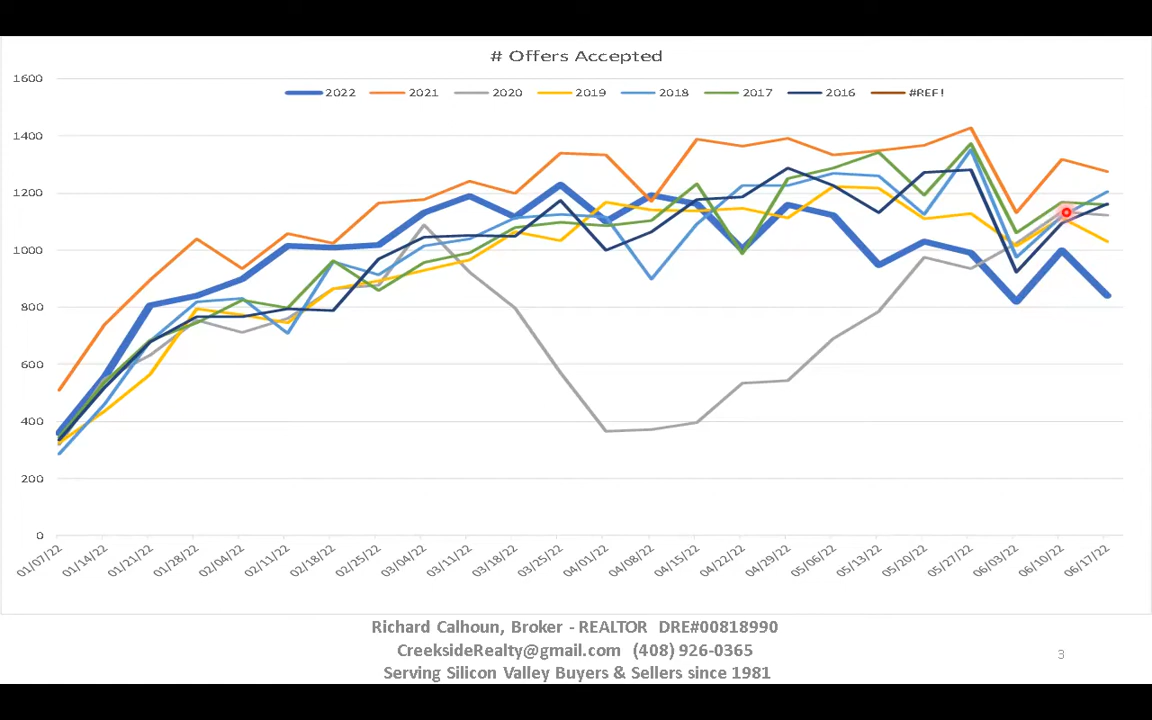 # Offers Accepted
1600
2022 2021 2020 2019 2018 2017 2016 #REF!
1400
1200
1000
800
600
400
200
0
01/07/22 01/14/22 01/21/22 01/28/22 02/04/22 02/11/22 02/18/22 02/25/22 03/04/22 03/11/22 03/18/22 03/25/22 04/01/22 04/08/22 04/15/22 04/22/22 04/29/22 05/06/22 05/13/22 05/20/22 05/27/22 06/03/22 06/10/22 06/17/22
Richard Calhoun, Broker - REALTOR DRE#00818990
CreeksideRealty@gmail.com (408) 926-0365
3
Serving Silicon Valley Buyers & Sellers since 1981